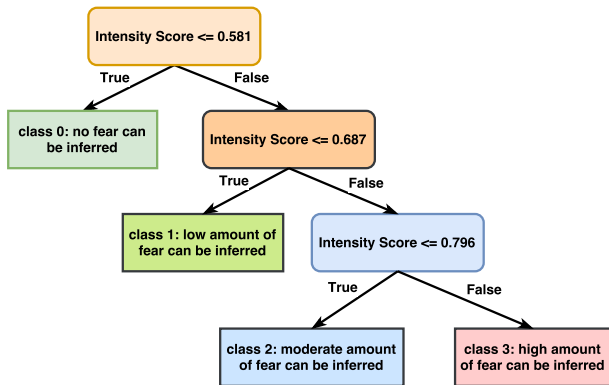 Intensity Score <= 0.581
True
False
class 0: no fear can
be inferred
Intensity Score <= 0.687
True
False
class 1: low amount of
fear can be inferred
Intensity Score <= 0.796
True
False
class 2: moderate amount
of fear can be inferred
class 3: high amount
of fear can be inferred